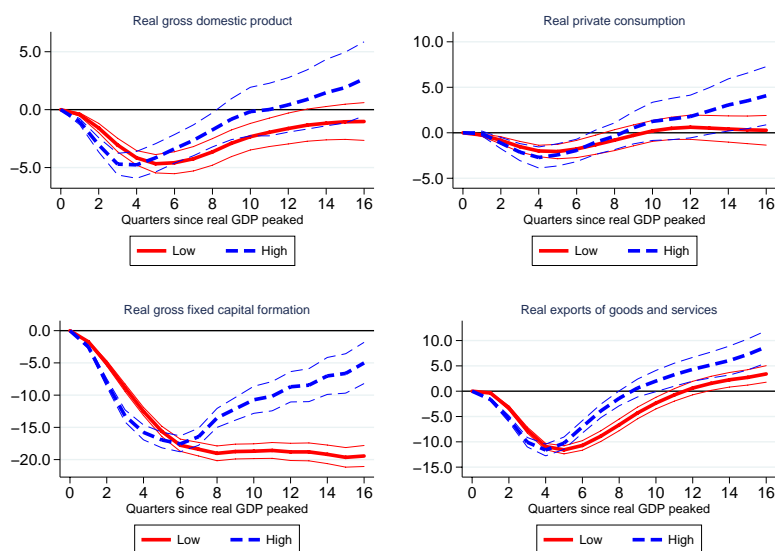 Real gross domestic product
5.0
0.0
−5.0
0 2 4 6 8 10 12 14 16
Quarters since real GDP peaked
Low High
Real private consumption
10.0
5.0
0.0
−5.0
0 2 4 6 8 10 12 14 16
Quarters since real GDP peaked
Low High
Real gross fixed capital formation
0.0
−5.0
−10.0
−15.0
−20.0
0 2 4 6 8 10 12 14 16
Quarters since real GDP peaked
Low High
Real exports of goods and services
10.0
5.0
0.0
−5.0
−10.0
−15.0
0 2 4 6 8 10 12 14 16
Quarters since real GDP peaked
Low High